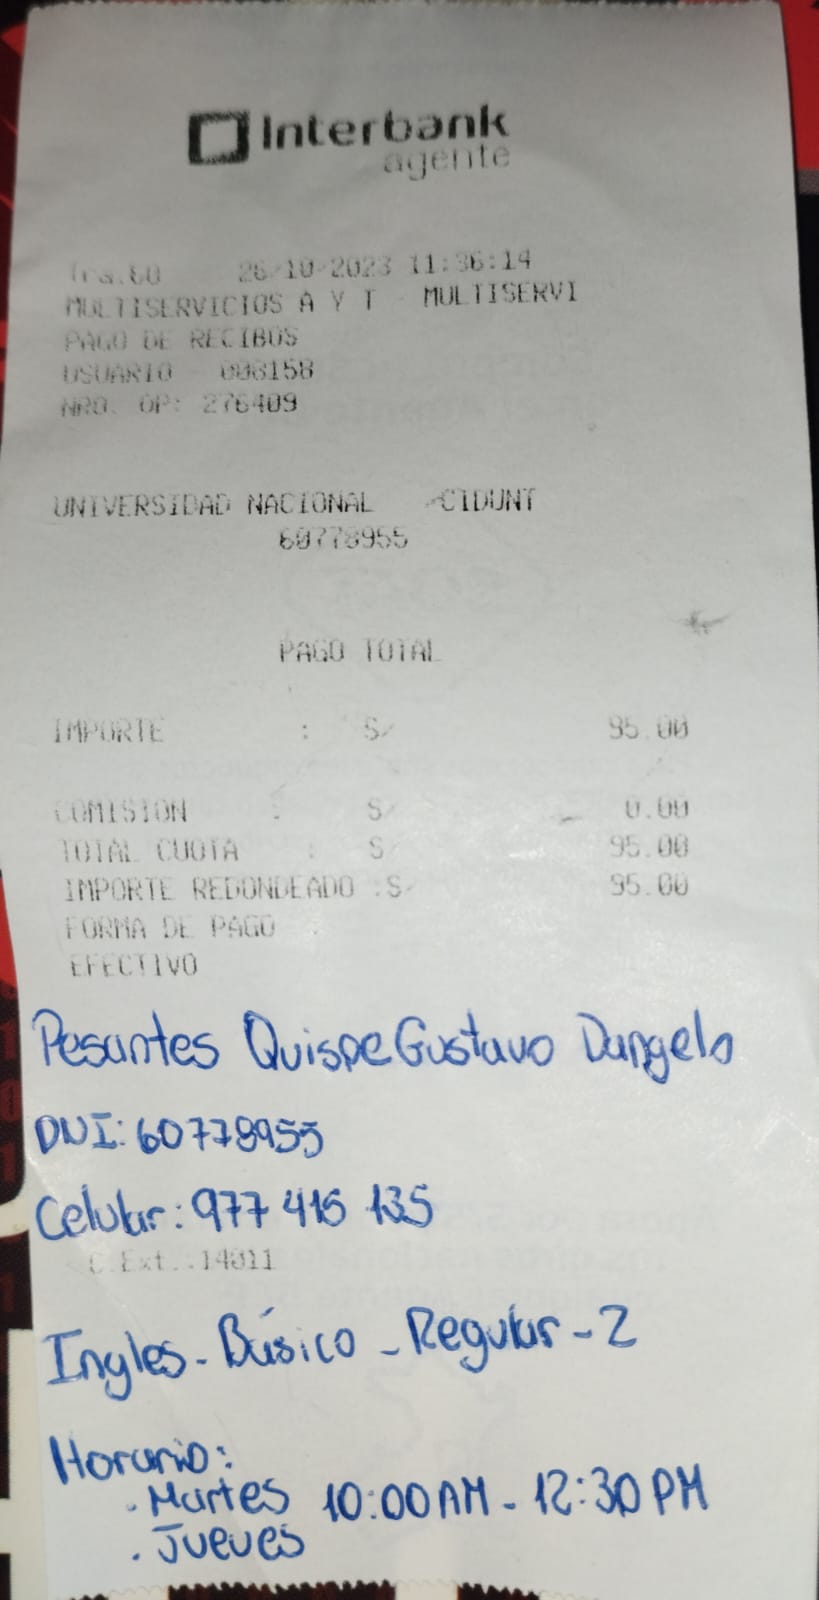 Interbank
agente
Tra.60 26/10/2023 11:36:14
MULTISERVICIOS A Y T MULTISERVI
PAGO DE RECIBOS
USUARIO 008158
NRO. OP: 276409
UNIVERSIDAD NACIONAL CIDUNT
60778955
PAGO TOTAL
IMPORTE : S/ 95.00
COMISION : S/ 0.00
TOTAL CUOTA : S/ 95.00
IMPORTE REDONDEADO :S/ 95.00
FORMA DE PAGO
EFECTIVO
Pesantes Quispe Gustavo Dangelo
DNI: 60778955
Celular: 977 415 135
C.Ext.:14011
Ingles - Básico - Regular - 2
Horario:
. Martes 10:00 AM - 12:30 PM
. Jueves